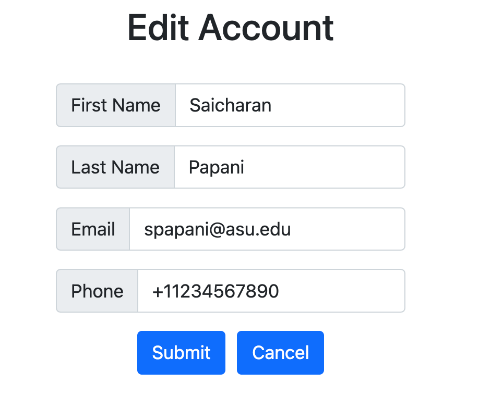 Edit Account
First Name Saicharan
Last Name Papani
Email spapani@asu.edu
Phone +11234567890
Submit Cancel